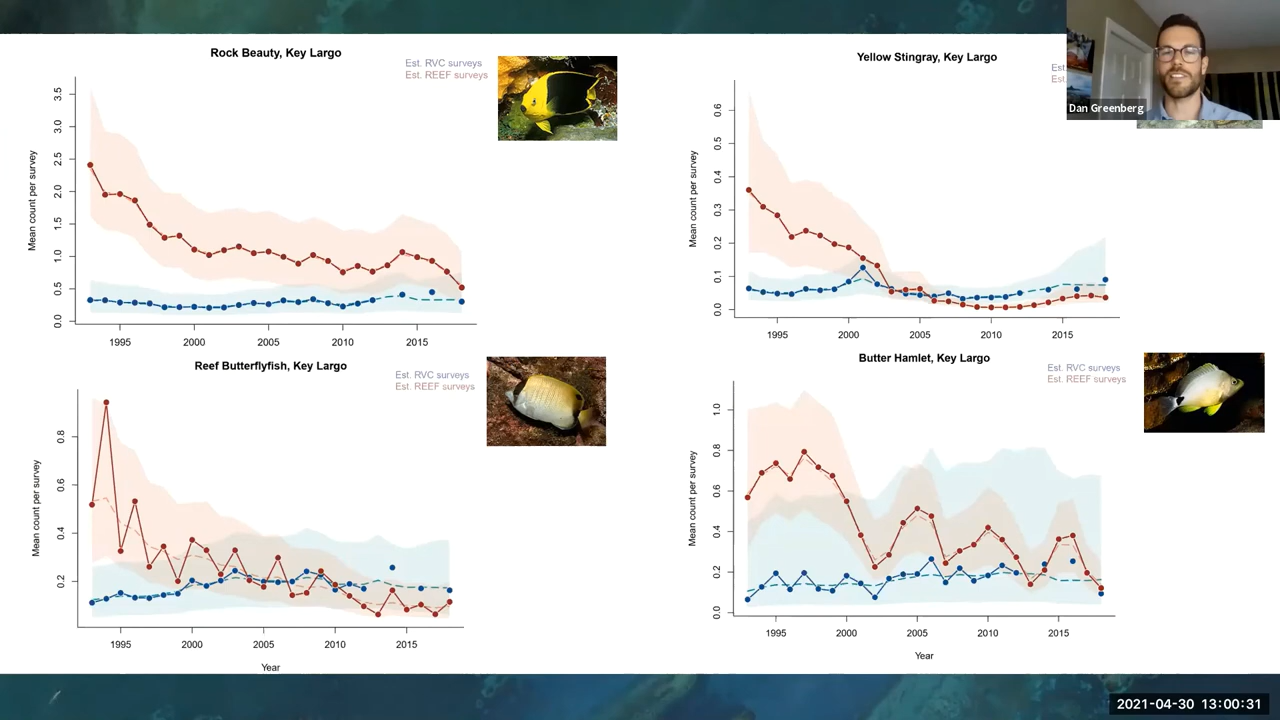 Rock Beauty, Key Largo
Est. RVC surveys
Est. REEF surveys
Mean count per survey
3.5
3.0
2.5
2.0
1.5
1.0
0.5
0.0
1995
2000
2005
2010
2015
Yellow Stingray, Key Largo
Est.
Est.
Mean count per survey
0.6
0.5
0.4
0.3
0.2
0.1
0.0
1995
2000
2005
2010
2015
Dan Greenberg
Reef Butterflyfish, Key Largo
Est. RVC surveys
Est. REEF surveys
Mean count per survey
0.8
0.6
0.4
0.2
1995
2000
2005
2010
2015
Year
Butter Hamlet, Key Largo
Est. RVC surveys
Est. REEF surveys
Mean count per survey
1.0
0.8
0.6
0.4
0.2
0.0
1995
2000
2005
2010
2015
Year
2021-04-30 13:00:31